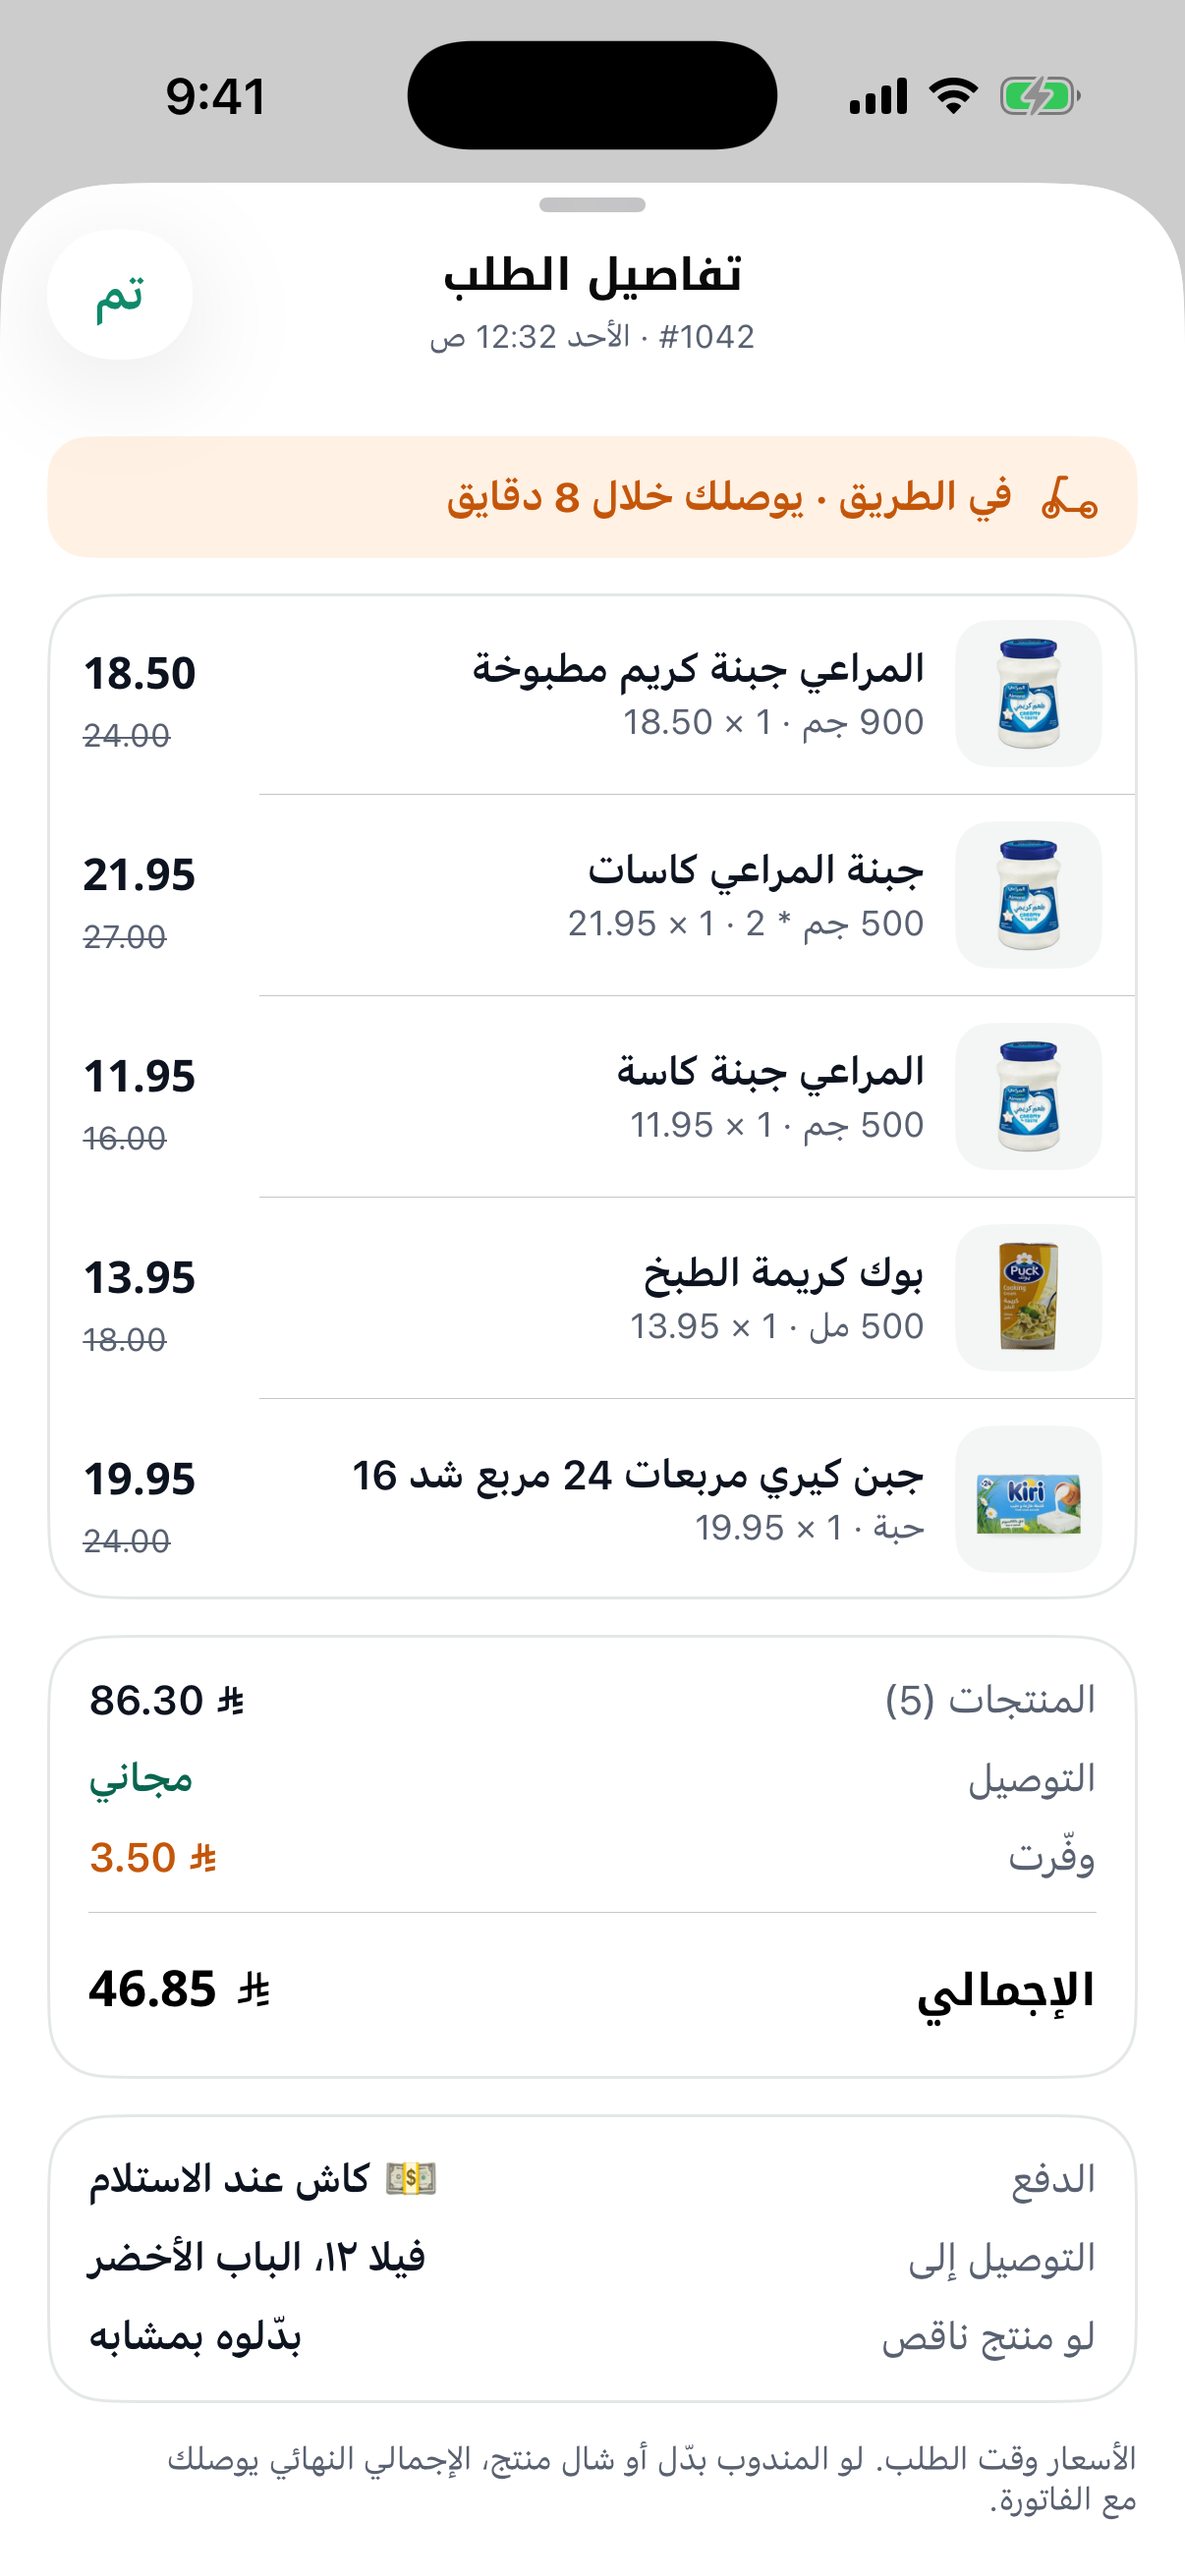 9:41
تم
تفاصيل الطلب
#1042 · الأحد 12:32 ص
في الطريق · يوصلك خلال 8 دقايق
المراعي جبنة كريم مطبوخة
900 جم · 1 × 18.50
18.50
24.00
جبنة المراعي كاسات
500 جم * 2 · 1 × 21.95
21.95
27.00
المراعي جبنة كاسة
500 جم · 1 × 11.95
11.95
16.00
بوك كريمة الطبخ
500 مل · 1 × 13.95
13.95
18.00
Puck
بوك
جبن كيري مربعات 24 مربع شد 16
حبة · 1 × 19.95
19.95
24.00
Kiri
المنتجات (5)
86.30 ⃁
التوصيل
مجاني
وفّرت
3.50 ⃁
الإجمالي
46.85 ⃁
الدفع
💵 كاش عند الاستلام
التوصيل إلى
فيلا ١٢، الباب الأخضر
لو منتج ناقص
بدّلوه بمشابه
الأسعار وقت الطلب. لو المندوب بدّل أو شال منتج، الإجمالي النهائي يوصلك
مع الفاتورة.